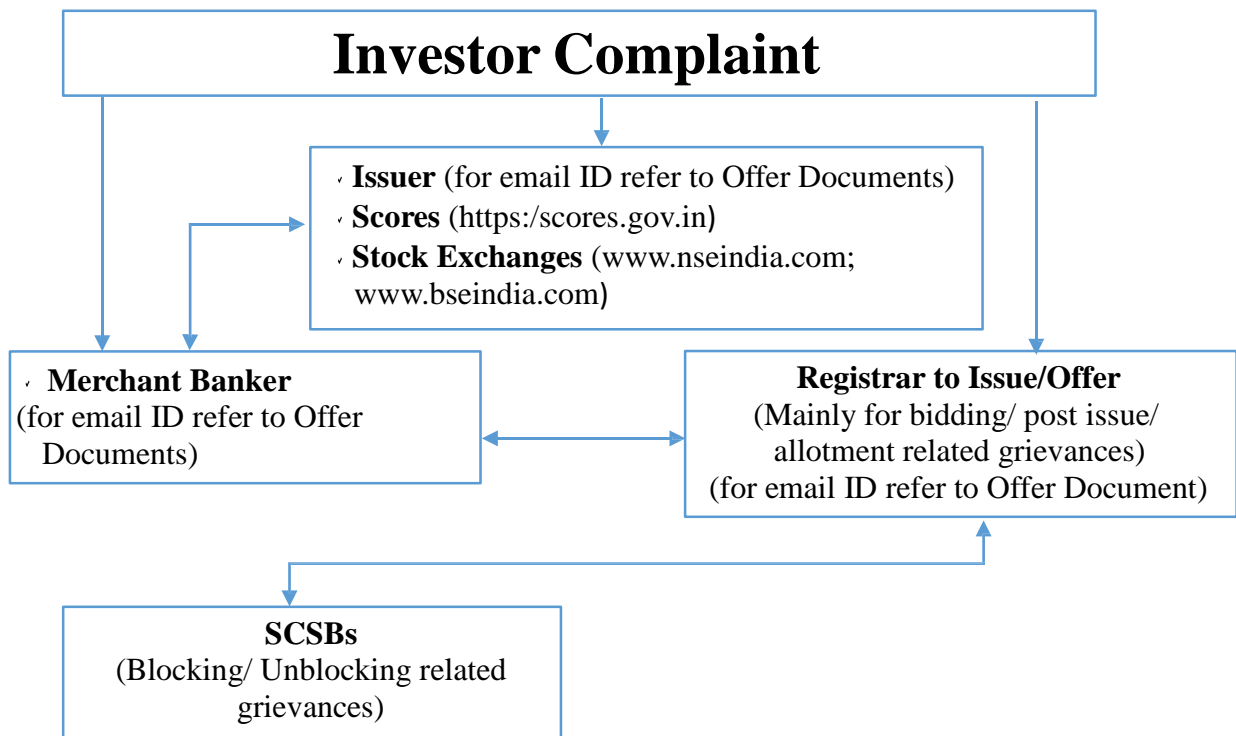 Investor Complaint
✓ Issuer (for email ID refer to Offer Documents)
✓ Scores (https:/scores.gov.in)
✓ Stock Exchanges (www.nseindia.com;
www.bseindia.com)
✓ Merchant Banker
(for email ID refer to Offer
Documents)
Registrar to Issue/Offer
(Mainly for bidding/ post issue/
allotment related grievances)
(for email ID refer to Offer Document)
SCSBs
(Blocking/ Unblocking related
grievances)